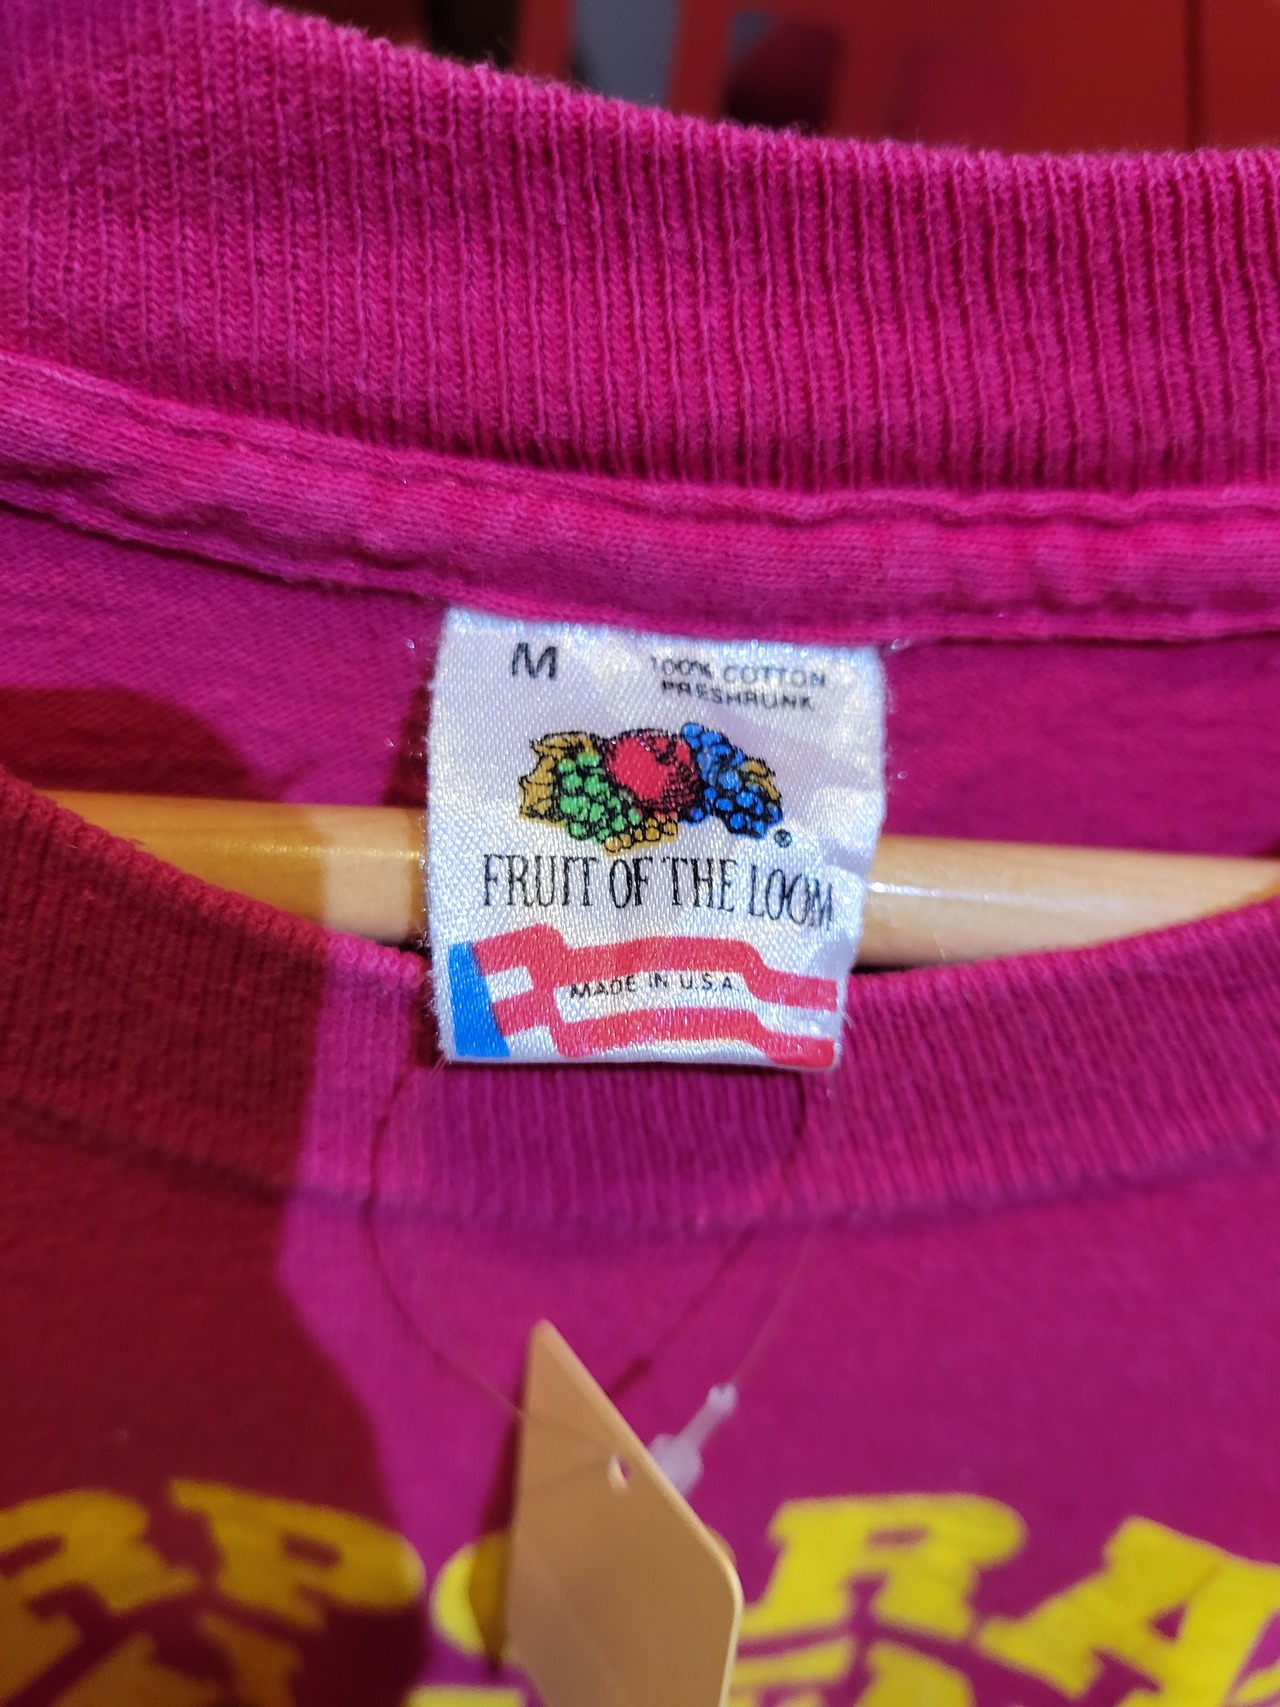 M
100% COTTON
PRESHRUNK
®
FRUIT OF THE LOOM
MADE IN U.S.A